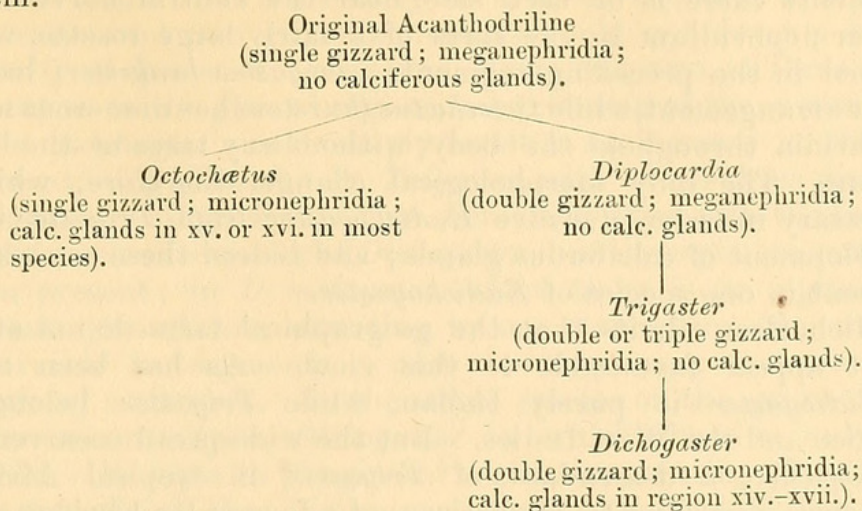 Original Acanthodriline
(single gizzard ; meganephridia ;
no calciferous glands).
Octochætus
(single gizzard ; micronephridia ;
calc. glands in xv. or xvi. in most
species).
Diplocardia
(double gizzard ; meganephridia ;
no calc. glands).
Trigaster
(double or triple gizzard ;
micronephridia ; no calc. glands).
Dichogaster
(double gizzard ; micronephridia ;
calc. glands in region xiv.–xvii.).